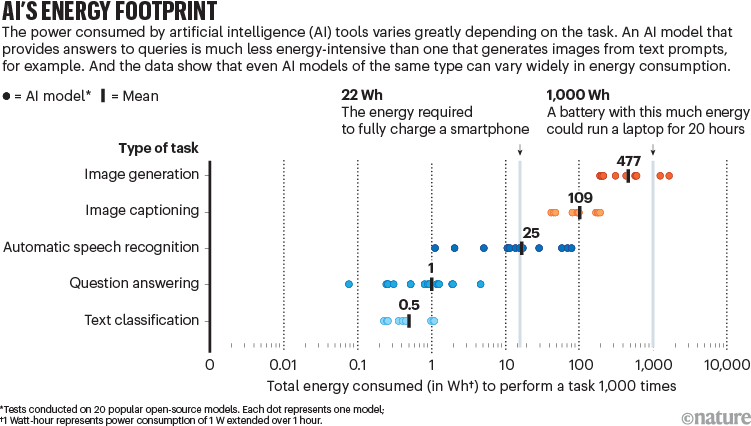 AI'S ENERGY FOOTPRINT
The power consumed by artificial intelligence (AI) tools varies greatly depending on the task. An AI model that
provides answers to queries is much less energy-intensive than one that generates images from text prompts,
for example. And the data show that even AI models of the same type can vary widely in energy consumption.
= AI model* = Mean
22 Wh
The energy required
to fully charge a smartphone
1,000 Wh
A battery with this much energy
could run a laptop for 20 hours
Type of task
Image generation
477
Image captioning
109
Automatic speech recognition
25
Question answering
1
Text classification
0.5
0 0.01 0.1 1 10 100 1,000 10,000
Total energy consumed (in Wh†) to perform a task 1,000 times
*Tests conducted on 20 popular open-source models. Each dot represents one model;
†1 Watt-hour represents power consumption of 1 W extended over 1 hour.
©nature